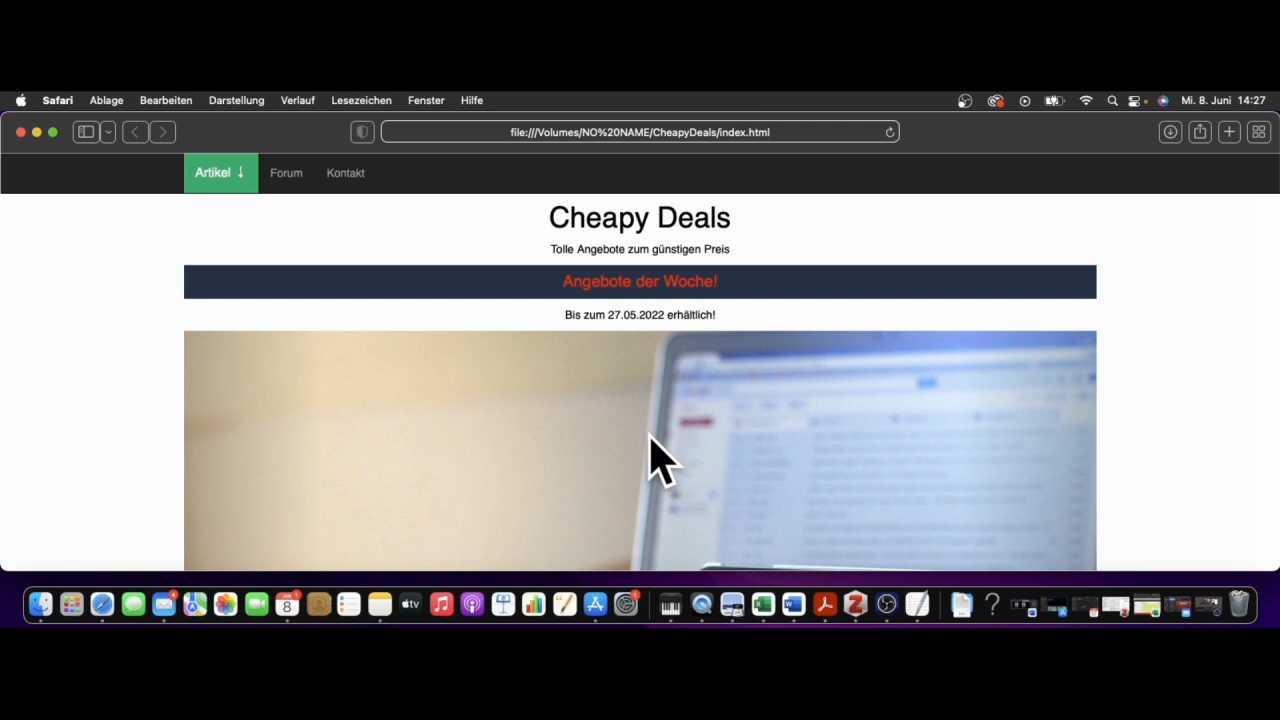 Safari Ablage Bearbeiten Darstellung Verlauf Lesezeichen Fenster Hilfe Mi. 8. Juni 14:27
file:///Volumes/NO%20NAME/CheapyDeals/index.html
Artikel ↓ Forum Kontakt
Cheapy Deals
Tolle Angebote zum günstigen Preis
Angebote der Woche!
Bis zum 27.05.2022 erhältlich!